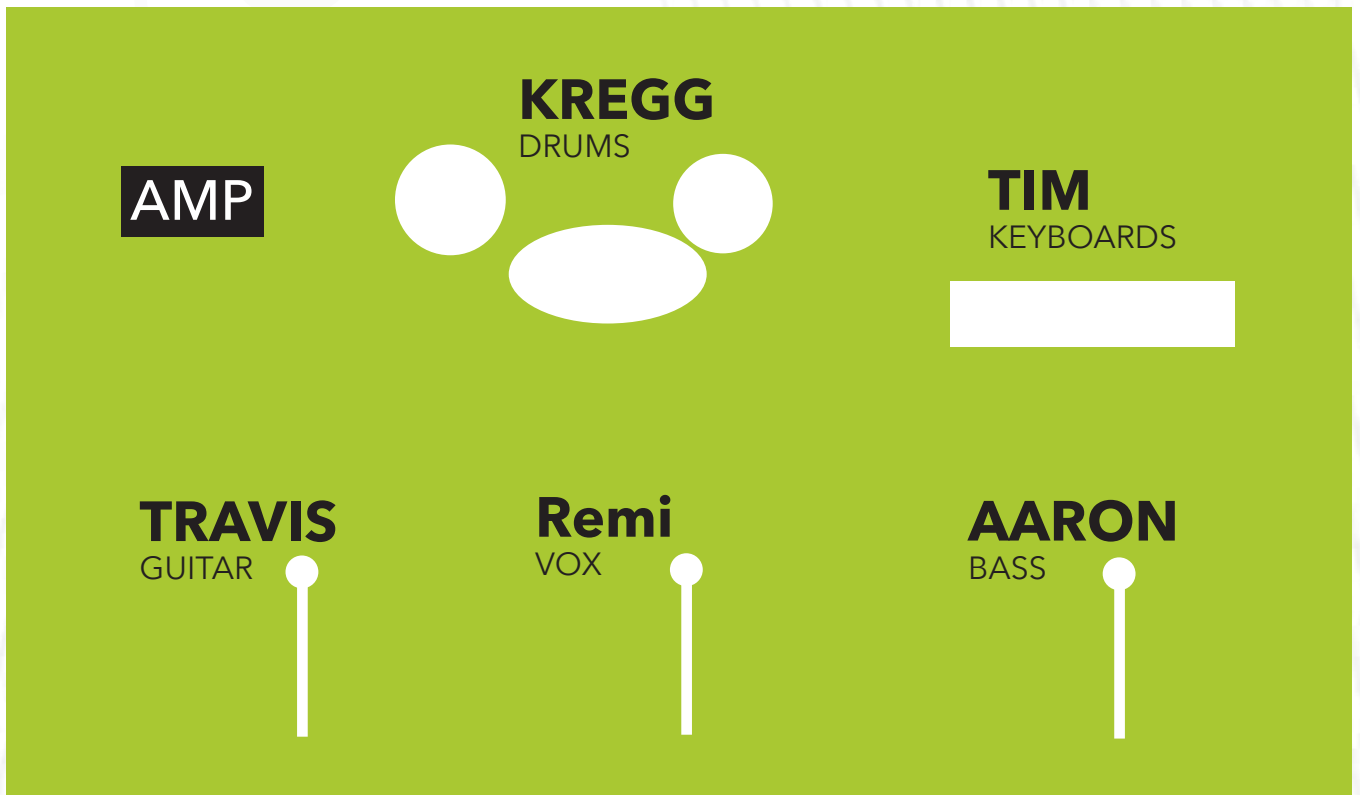 KREGG
DRUMS
AMP
TIM
KEYBOARDS
TRAVIS
GUITAR
Remi
VOX
AARON
BASS